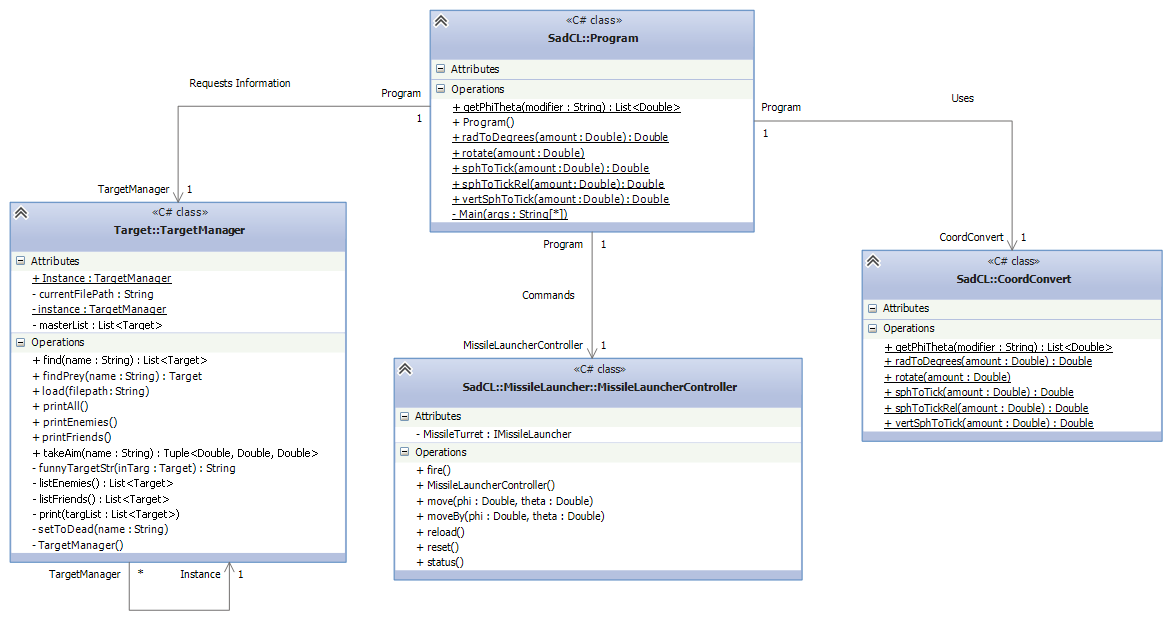 «C# class»
SadCL::Program
Attributes
Operations
+ getPhiTheta(modifier : String) : List<Double>
+ Program()
+ radToDegrees(amount : Double) : Double
+ rotate(amount : Double)
+ sphToTick(amount : Double) : Double
+ sphToTickRel(amount : Double) : Double
+ vertSphToTick(amount : Double) : Double
- Main(args : String[*])
Requests Information
Program
1
TargetManager
1
Program
1
Uses
CoordConvert
1
Program
1
Commands
MissileLauncherController
1
«C# class»
Target::TargetManager
Attributes
+ Instance : TargetManager
- currentFilePath : String
- instance : TargetManager
- masterList : List<Target>
Operations
+ find(name : String) : List<Target>
+ findPrey(name : String) : Target
+ load(filepath : String)
+ printAll()
+ printEnemies()
+ printFriends()
+ takeAim(name : String) : Tuple<Double, Double, Double>
- funnyTargetStr(inTarg : Target) : String
- listEnemies() : List<Target>
- listFriends() : List<Target>
- print(targList : List<Target>)
- setToDead(name : String)
- TargetManager()
TargetManager
*
Instance
1
«C# class»
SadCL::MissileLauncher::MissileLauncherController
Attributes
- MissileTurret : IMissileLauncher
Operations
+ fire()
+ MissileLauncherController()
+ move(phi : Double, theta : Double)
+ moveBy(phi : Double, theta : Double)
+ reload()
+ reset()
+ status()
«C# class»
SadCL::CoordConvert
Attributes
Operations
+ getPhiTheta(modifier : String) : List<Double>
+ radToDegrees(amount : Double) : Double
+ rotate(amount : Double)
+ sphToTick(amount : Double) : Double
+ sphToTickRel(amount : Double) : Double
+ vertSphToTick(amount : Double) : Double